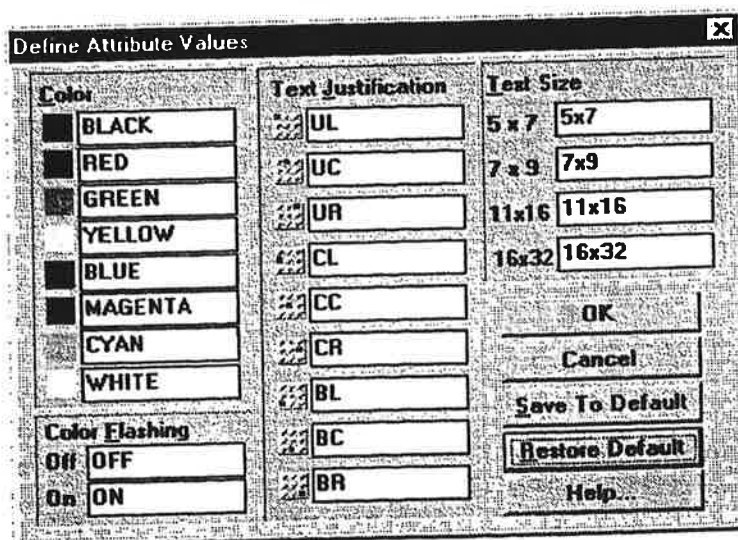 Define Attribute Values
Color
BLACK
RED
GREEN
YELLOW
BLUE
MAGENTA
CYAN
WHITE
Color Flashing
Off OFF
On ON
Text Justification
UL
UC
UR
CL
CC
CR
BL
BC
BR
Text Size
5 x 7 5x7
7 x 9 7x9
11x16 11x16
16x32 16x32
OK
Cancel
Save To Default
Restore Default
Help...